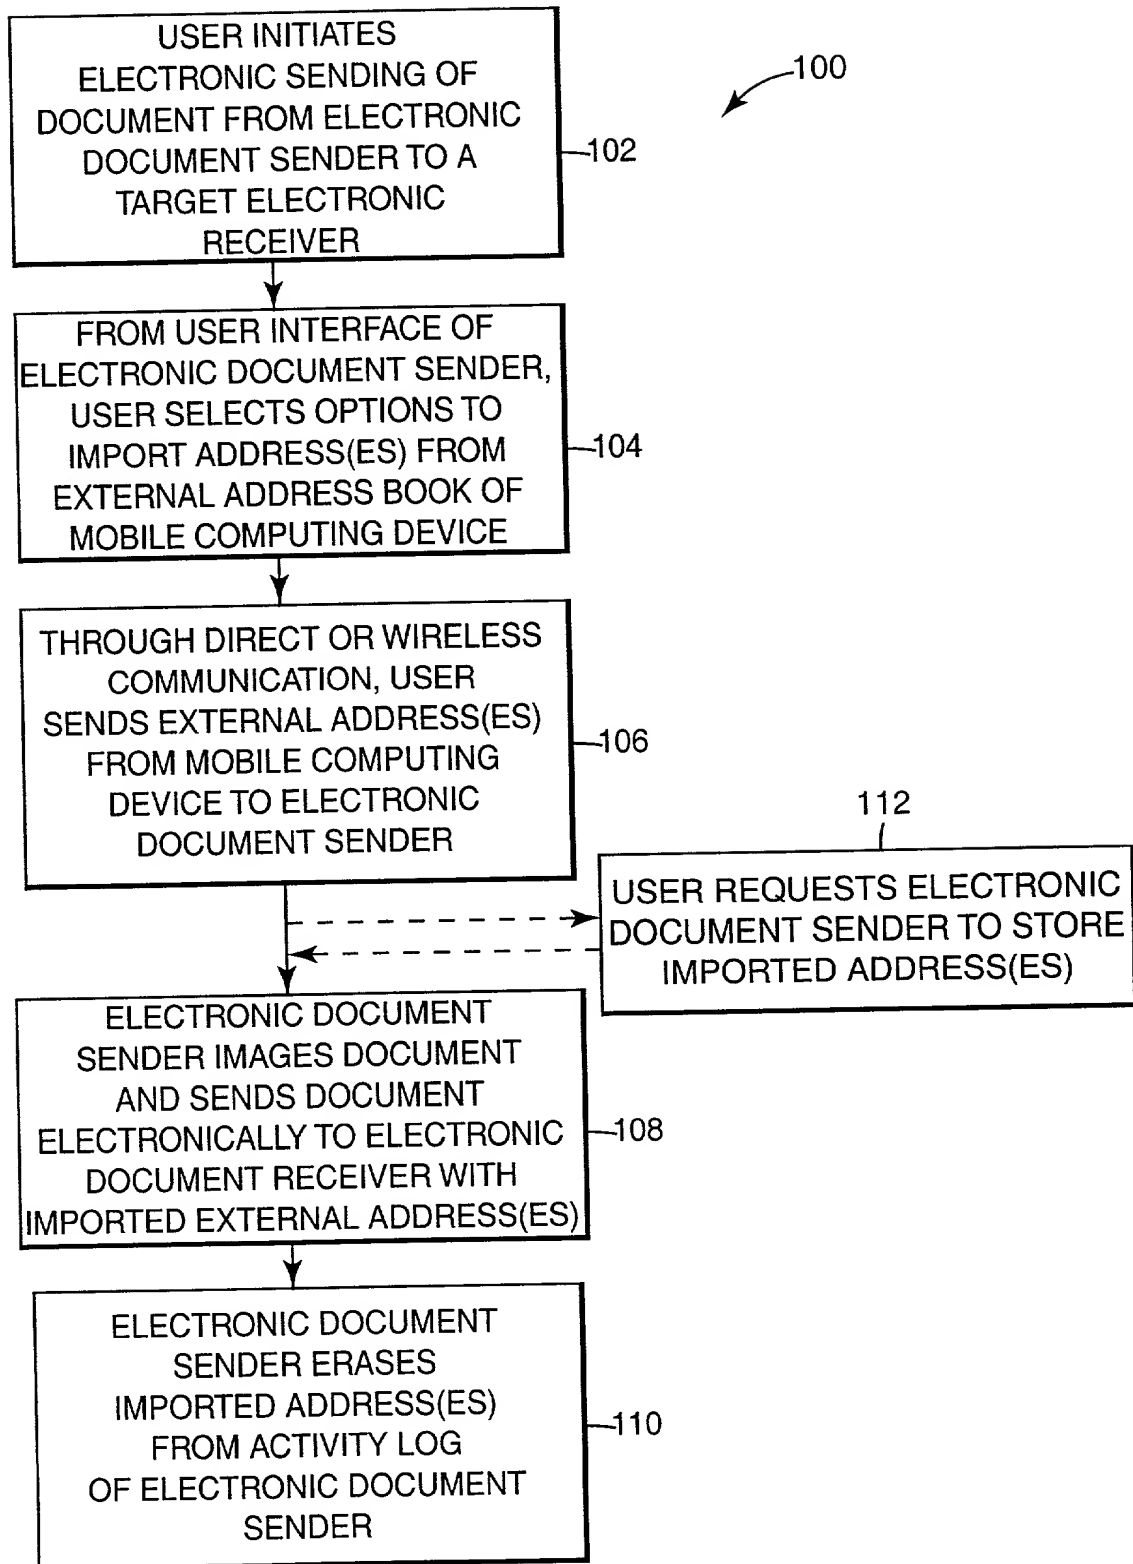 USER INITIATES
ELECTRONIC SENDING OF
DOCUMENT FROM ELECTRONIC
DOCUMENT SENDER TO A
TARGET ELECTRONIC
RECEIVER
100
102
FROM USER INTERFACE OF
ELECTRONIC DOCUMENT SENDER,
USER SELECTS OPTIONS TO
IMPORT ADDRESS(ES) FROM
EXTERNAL ADDRESS BOOK OF
MOBILE COMPUTING DEVICE
104
THROUGH DIRECT OR WIRELESS
COMMUNICATION, USER
SENDS EXTERNAL ADDRESS(ES)
FROM MOBILE COMPUTING
DEVICE TO ELECTRONIC
DOCUMENT SENDER
106
112
USER REQUESTS ELECTRONIC
DOCUMENT SENDER TO STORE
IMPORTED ADDRESS(ES)
ELECTRONIC DOCUMENT
SENDER IMAGES DOCUMENT
AND SENDS DOCUMENT
ELECTRONICALLY TO ELECTRONIC
DOCUMENT RECEIVER WITH
IMPORTED EXTERNAL ADDRESS(ES)
108
ELECTRONIC DOCUMENT
SENDER ERASES
IMPORTED ADDRESS(ES)
FROM ACTIVITY LOG
OF ELECTRONIC DOCUMENT
SENDER
110